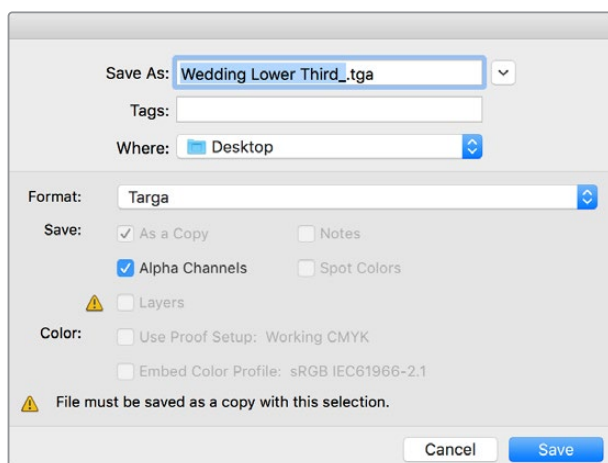 Save As: Wedding Lower Third_.tga
Tags:
Where: Desktop
Format: Targa
Save: As a Copy Notes
Alpha Channels Spot Colors
Layers
Color: Use Proof Setup: Working CMYK
Embed Color Profile: sRGB IEC61966-2.1
File must be saved as a copy with this selection.
Cancel Save